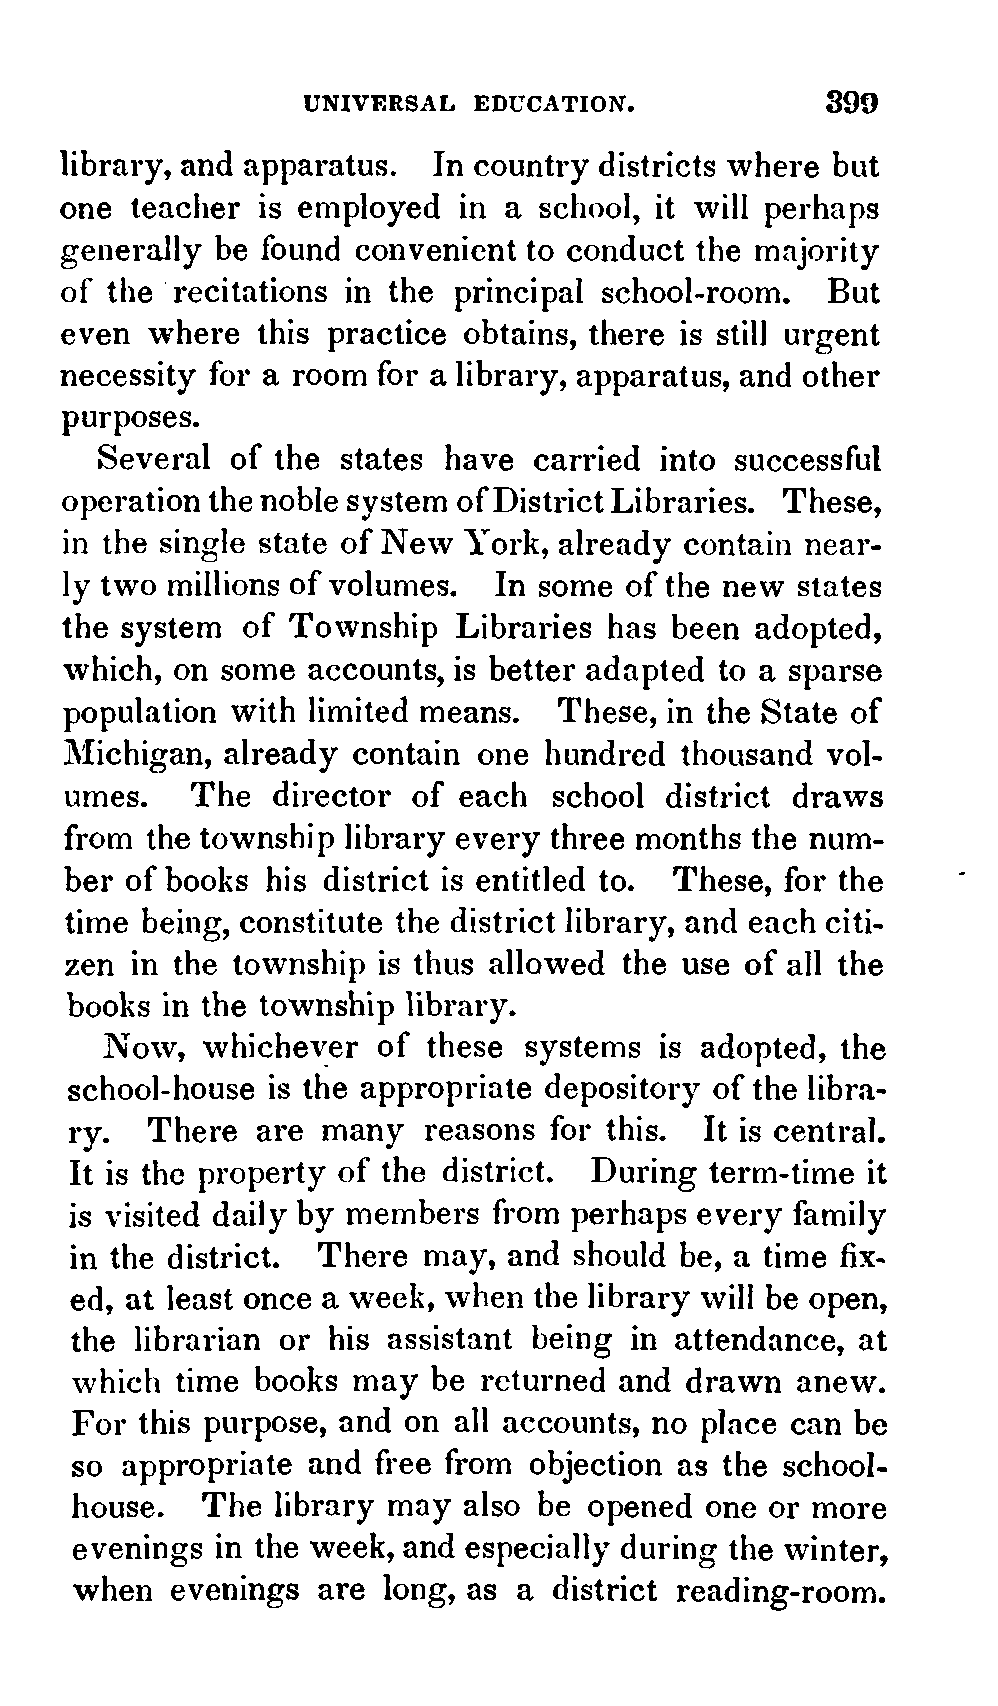 UNIVERSAL EDUCATION. 399
library, and apparatus. In country districts where but
one teacher is employed in a school, it will perhaps
generally be found convenient to conduct the majority
of the recitations in the principal school-room. But
even where this practice obtains, there is still urgent
necessity for a room for a library, apparatus, and other
purposes.
Several of the states have carried into successful
operation the noble system of District Libraries. These,
in the single state of New York, already contain near-
ly two millions of volumes. In some of the new states
the system of Township Libraries has been adopted,
which, on some accounts, is better adapted to a sparse
population with limited means. These, in the State of
Michigan, already contain one hundred thousand vol-
umes. The director of each school district draws
from the township library every three months the num-
ber of books his district is entitled to. These, for the
time being, constitute the district library, and each citi-
zen in the township is thus allowed the use of all the
books in the township library.
Now, whichever of these systems is adopted, the
school-house is the appropriate depository of the libra-
ry. There are many reasons for this. It is central.
It is the property of the district. During term-time it
is visited daily by members from perhaps every family
in the district. There may, and should be, a time fix-
ed, at least once a week, when the library will be open,
the librarian or his assistant being in attendance, at
which time books may be returned and drawn anew.
For this purpose, and on all accounts, no place can be
so appropriate and free from objection as the school-
house. The library may also be opened one or more
evenings in the week, and especially during the winter,
when evenings are long, as a district reading-room.